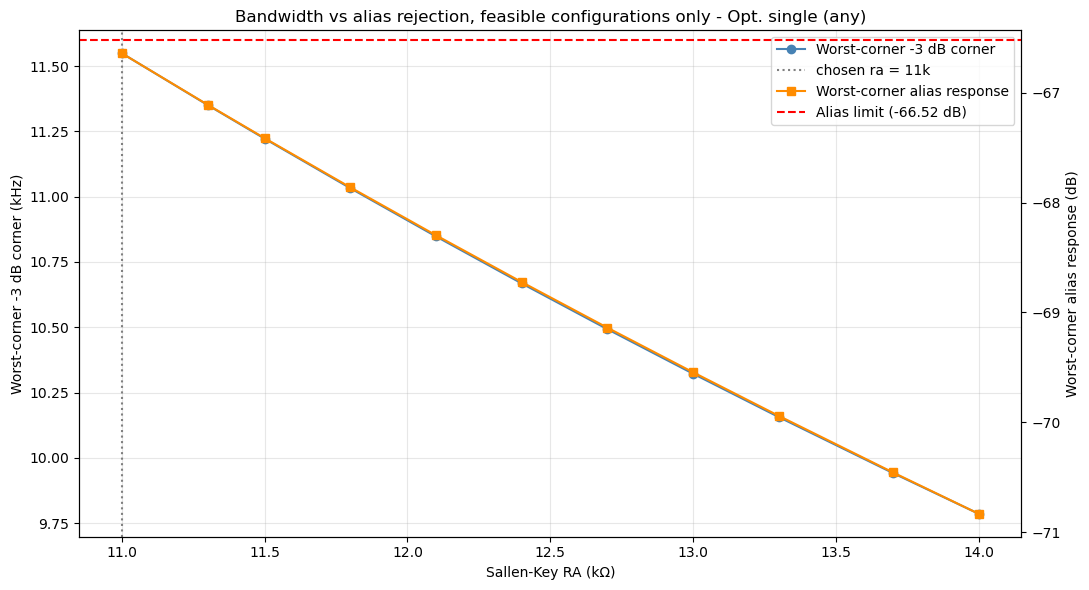 Bandwidth vs alias rejection, feasible configurations only - Opt. single (any)
Worst-corner -3 dB corner (kHz)
11.50
11.25
11.00
10.75
10.50
10.25
10.00
9.75
Worst-corner -3 dB corner
chosen ra = 11k
Worst-corner alias response
Alias limit (-66.52 dB)
−67
−68
−69
−70
−71
Worst-corner alias response (dB)
11.0 11.5 12.0 12.5 13.0 13.5 14.0
Sallen-Key RA (kΩ)